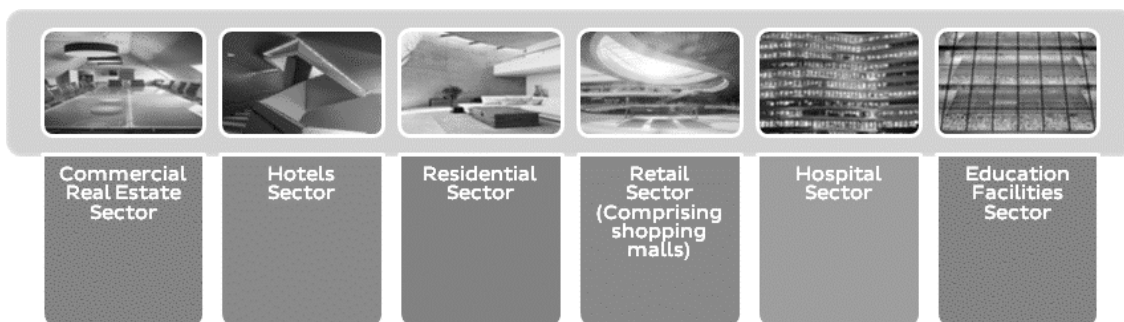 Commercial
Real Estate
Sector
Hotels
Sector
Residential
Sector
Retail
Sector
(Comprising
shopping
malls)
Hospital
Sector
Education
Facilities
Sector